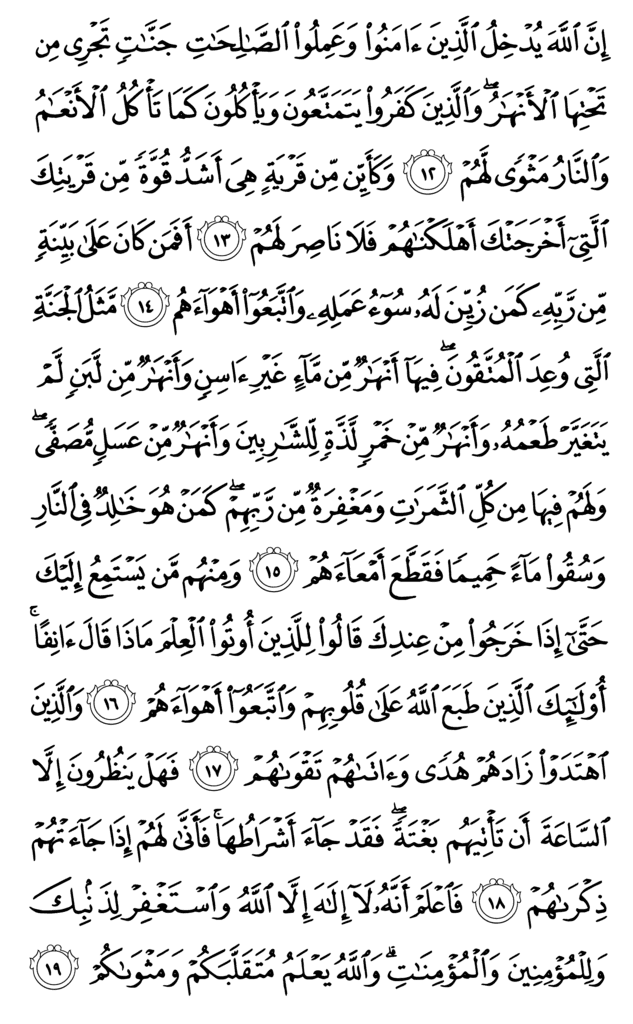 إِنَّ ٱللَّهَ يُدۡخِلُ ٱلَّذِينَ ءَامَنُواْ وَعَمِلُواْ ٱلصَّـٰلِحَـٰتِ جَنَّـٰتٖ تَجۡرِي مِن
تَحۡتِهَا ٱلۡأَنۡهَـٰرُۖ وَٱلَّذِينَ كَفَرُواْ يَتَمَتَّعُونَ وَيَأۡكُلُونَ كَمَا تَأۡكُلُ ٱلۡأَنۡعَـٰمُ
وَٱلنَّارُ مَثۡوٗى لَّهُمۡ ١٢ وَكَأَيِّن مِّن قَرۡيَةٍ هِيَ أَشَدُّ قُوَّةٗ مِّن قَرۡيَتِكَ
ٱلَّتِيٓ أَخۡرَجَتۡكَ أَهۡلَكۡنَـٰهُمۡ فَلَا نَاصِرَ لَهُمۡ ١٣ أَفَمَن كَانَ عَلَىٰ بَيِّنَةٖ
مِّن رَّبِّهِۦ كَمَن زُيِّنَ لَهُۥ سُوٓءُ عَمَلِهِۦ وَٱتَّبَعُوٓاْ أَهۡوَآءَهُم ١٤ مَّثَلُ ٱلۡجَنَّةِ
ٱلَّتِي وُعِدَ ٱلۡمُتَّقُونَۖ فِيهَآ أَنۡهَـٰرٞ مِّن مَّآءٍ غَيۡرِ ءَاسِنٖ وَأَنۡهَـٰرٞ مِّن لَّبَنٖ لَّمۡ
يَتَغَيَّرۡ طَعۡمُهُۥ وَأَنۡهَـٰرٞ مِّنۡ خَمۡرٖ لَّذَّةٖ لِّلشَّـٰرِبِينَ وَأَنۡهَـٰرٞ مِّنۡ عَسَلٖ مُّصَفّٗىۖ
وَلَهُمۡ فِيهَا مِن كُلِّ ٱلثَّمَرَٰتِ وَمَغۡفِرَةٞ مِّن رَّبِّهِمۡۖ كَمَنۡ هُوَ خَـٰلِدٞ فِي ٱلنَّارِ
وَسُقُواْ مَآءً حَمِيمٗا فَقَطَّعَ أَمۡعَآءَهُمۡ ١٥ وَمِنۡهُم مَّن يَسۡتَمِعُ إِلَيۡكَ
حَتَّىٰٓ إِذَا خَرَجُواْ مِنۡ عِندِكَ قَالُواْ لِلَّذِينَ أُوتُواْ ٱلۡعِلۡمَ مَاذَا قَالَ ءَانِفًاۚ
أُوْلَـٰٓئِكَ ٱلَّذِينَ طَبَعَ ٱللَّهُ عَلَىٰ قُلُوبِهِمۡ وَٱتَّبَعُوٓاْ أَهۡوَآءَهُمۡ ١٦ وَٱلَّذِينَ
ٱهۡتَدَوۡاْ زَادَهُمۡ هُدٗى وَءَاتَىٰهُمۡ تَقۡوَىٰهُمۡ ١٧ فَهَلۡ يَنظُرُونَ إِلَّا
ٱلسَّاعَةَ أَن تَأۡتِيَهُم بَغۡتَةٗۖ فَقَدۡ جَآءَ أَشۡرَاطُهَاۚ فَأَنَّىٰ لَهُمۡ إِذَا جَآءَتۡهُمۡ
ذِكۡرَىٰهُمۡ ١٨ فَٱعۡلَمۡ أَنَّهُۥ لَآ إِلَـٰهَ إِلَّا ٱللَّهُ وَٱسۡتَغۡفِرۡ لِذَنۢبِكَ
وَلِلۡمُؤۡمِنِينَ وَٱلۡمُؤۡمِنَـٰتِۗ وَٱللَّهُ يَعۡلَمُ مُتَقَلَّبَكُمۡ وَمَثۡوَىٰكُمۡ ١٩